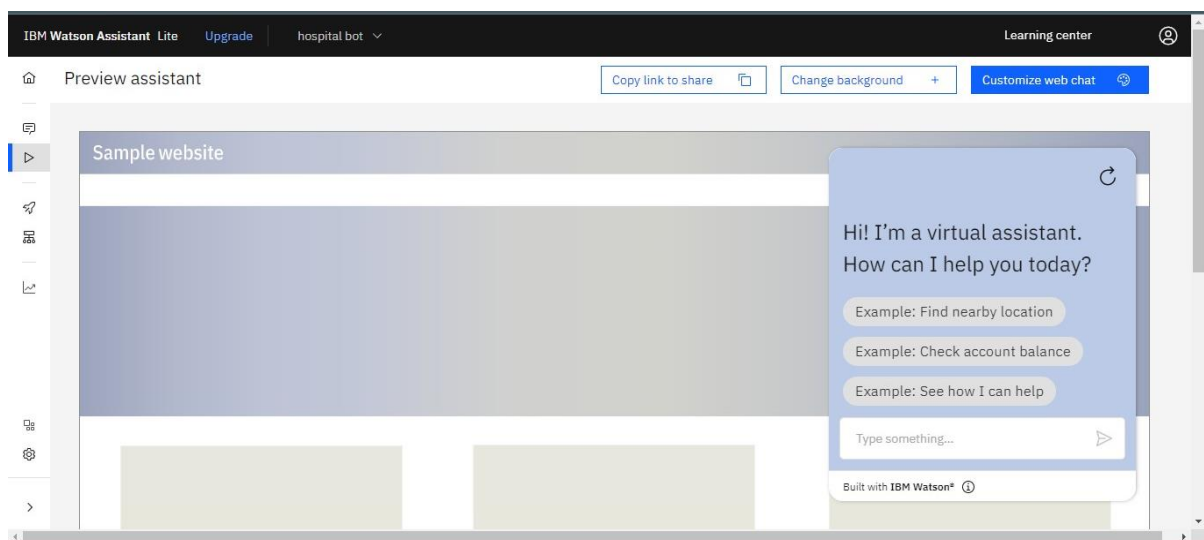 IBM Watson Assistant Lite Upgrade hospital bot Learning center
Preview assistant Copy link to share Change background + Customize web chat
Sample website
Hi! I'm a virtual assistant.
How can I help you today?
Example: Find nearby location
Example: Check account balance
Example: See how I can help
Type something...
Built with IBM Watson®